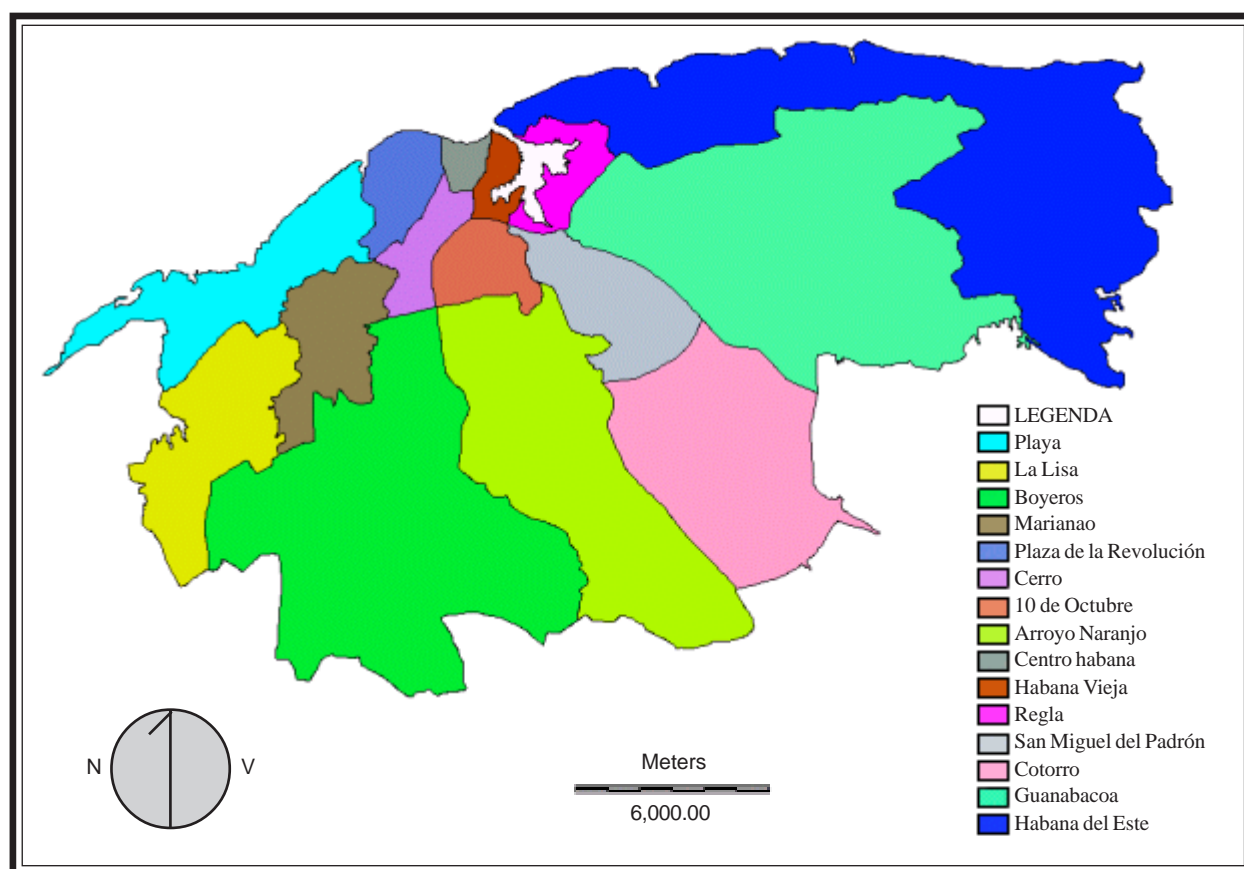 LEGENDA
Playa
La Lisa
Boyeros
Marianao
Plaza de la Revolución
Cerro
10 de Octubre
Arroyo Naranjo
Centro habana
Habana Vieja
Regla
San Miguel del Padrón
Cotorro
Guanabacoa
Habana del Este
N V
Meters
6,000.00